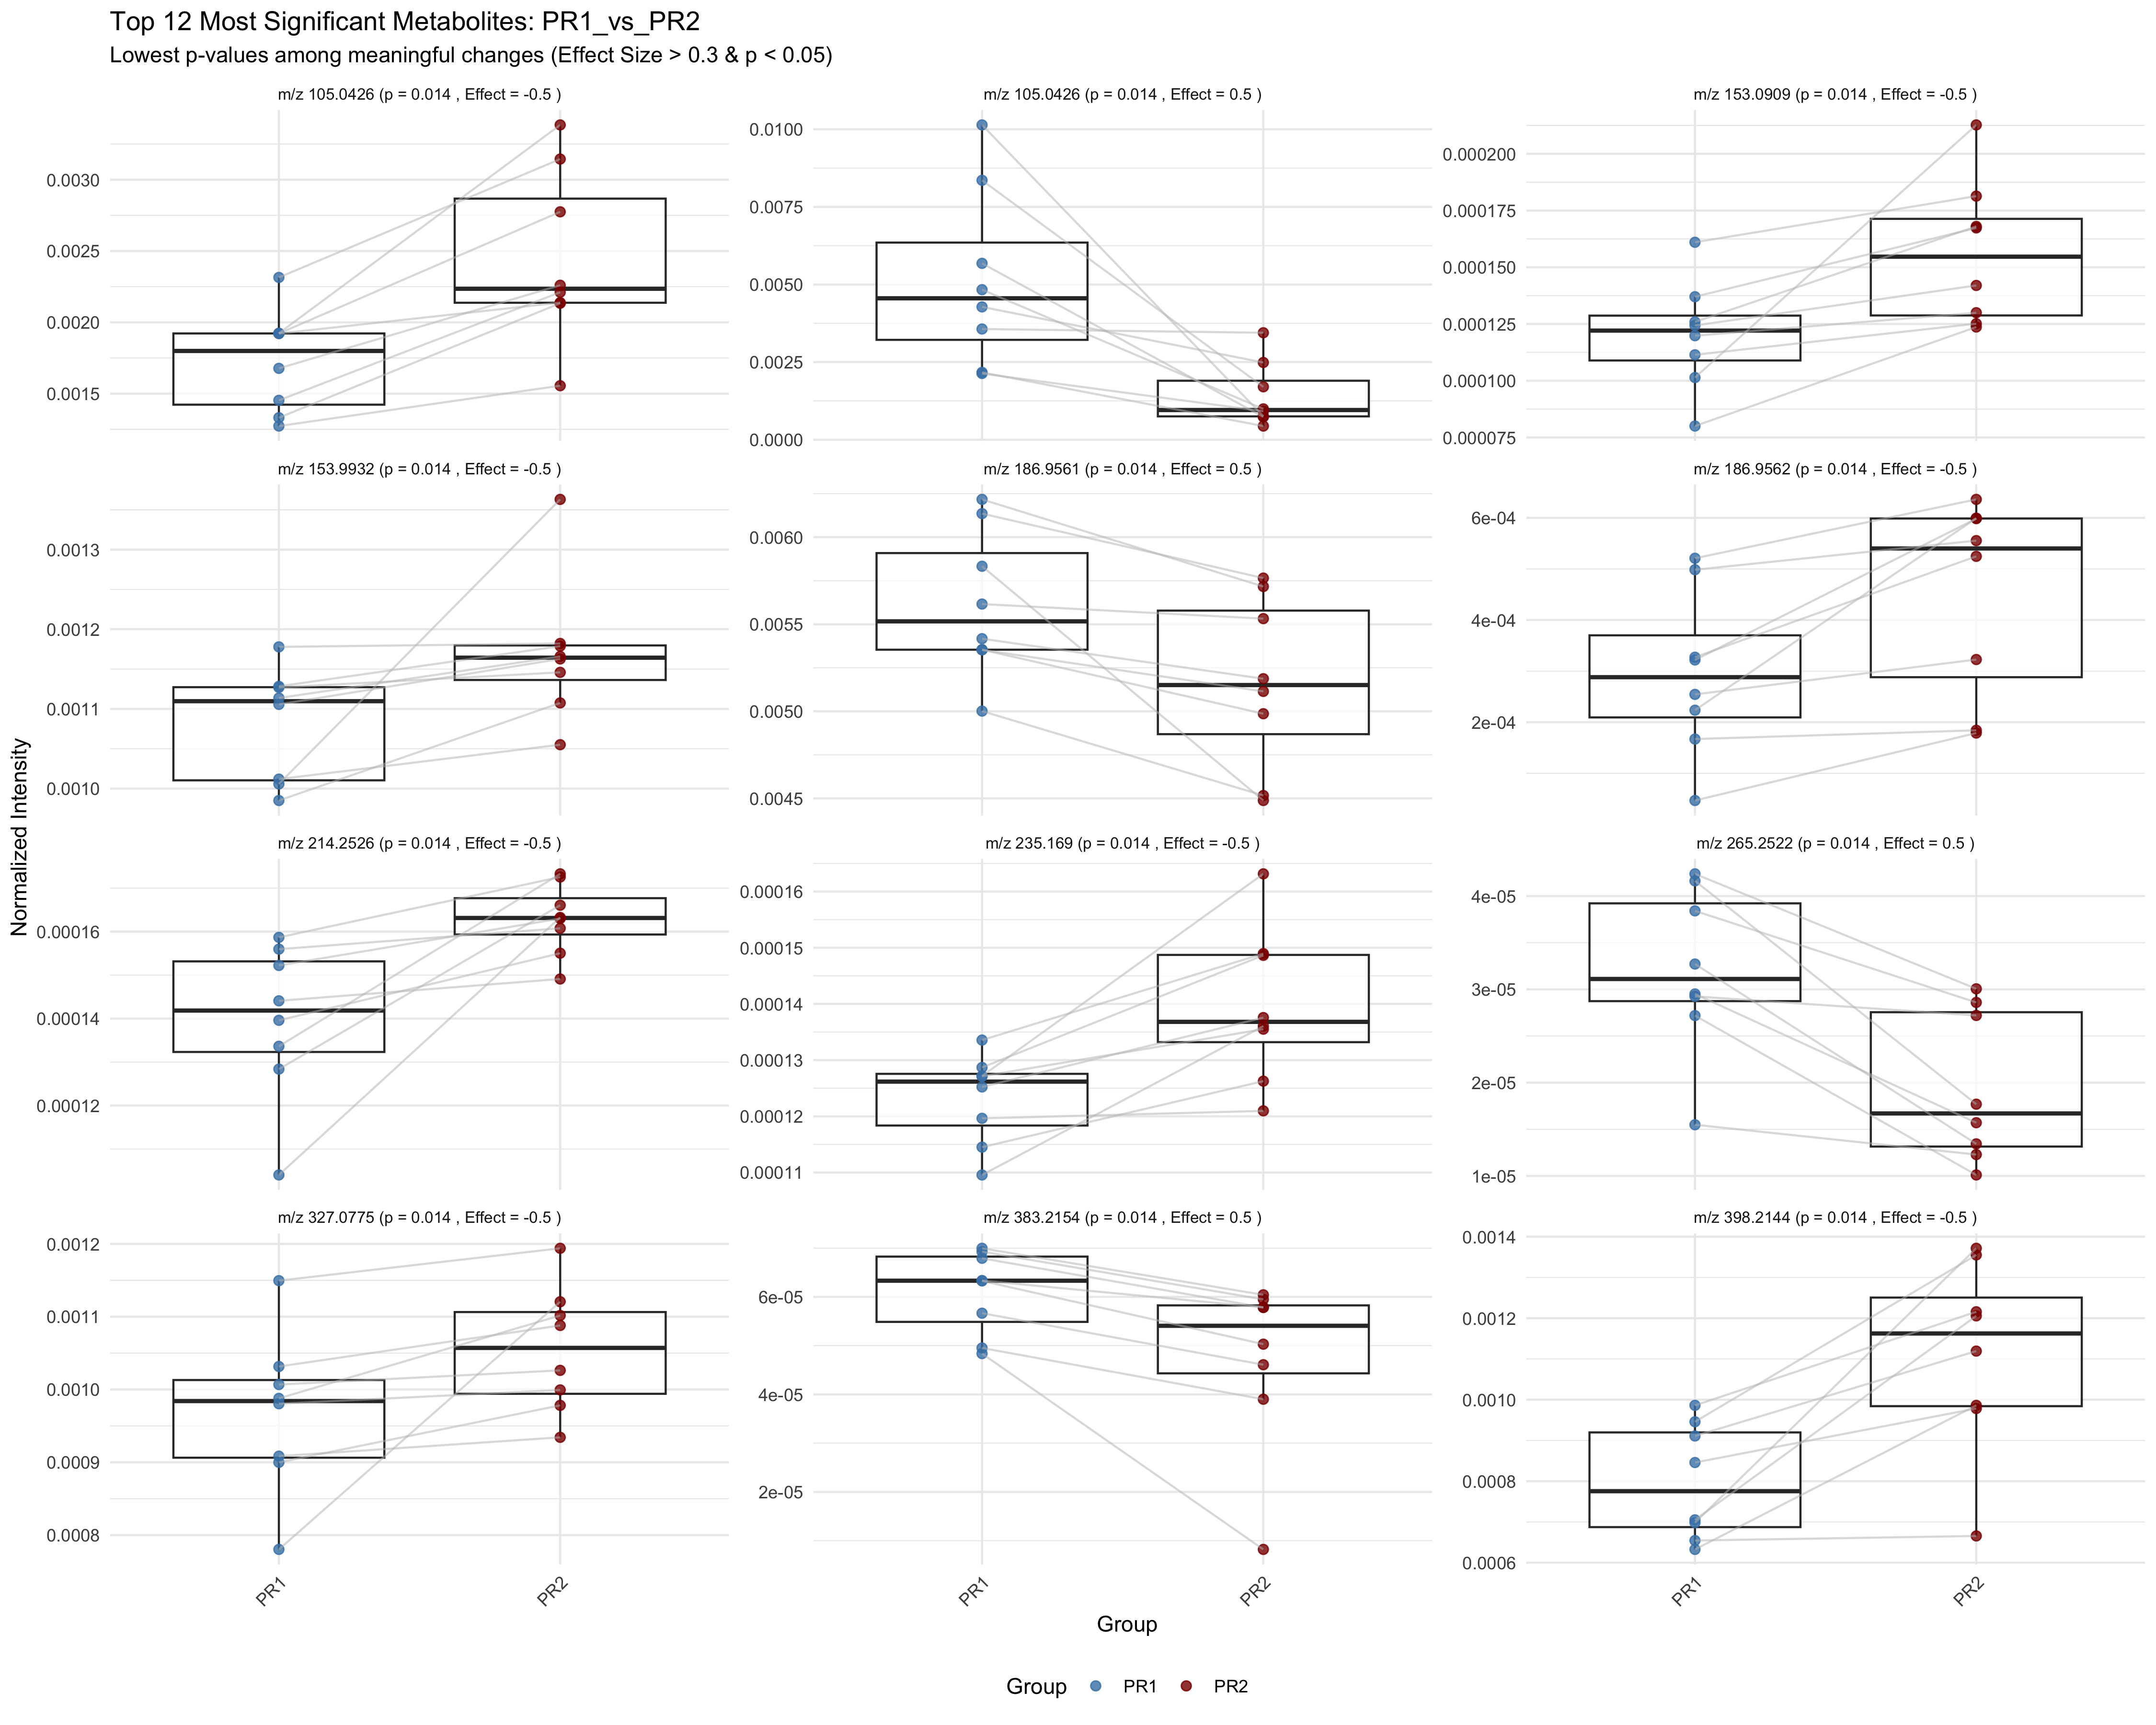 Top 12 Most Significant Metabolites: PR1_vs_PR2
Lowest p-values among meaningful changes (Effect Size > 0.3 & p < 0.05)
m/z 105.0426 (p = 0.014 , Effect = -0.5 )
0.0030
0.0025
0.0020
0.0015
m/z 105.0426 (p = 0.014 , Effect = 0.5 )
0.0100
0.0075
0.0050
0.0025
0.0000
m/z 153.0909 (p = 0.014 , Effect = -0.5 )
0.000200
0.000175
0.000150
0.000125
0.000100
0.000075
m/z 153.9932 (p = 0.014 , Effect = -0.5 )
0.0013
0.0012
0.0011
0.0010
m/z 186.9561 (p = 0.014 , Effect = 0.5 )
0.0060
0.0055
0.0050
0.0045
m/z 186.9562 (p = 0.014 , Effect = -0.5 )
6e-04
4e-04
2e-04
m/z 214.2526 (p = 0.014 , Effect = -0.5 )
0.00016
0.00014
0.00012
m/z 235.169 (p = 0.014 , Effect = -0.5 )
0.00016
0.00015
0.00014
0.00013
0.00012
0.00011
m/z 265.2522 (p = 0.014 , Effect = 0.5 )
4e-05
3e-05
2e-05
1e-05
m/z 327.0775 (p = 0.014 , Effect = -0.5 )
0.0012
0.0011
0.0010
0.0009
0.0008
m/z 383.2154 (p = 0.014 , Effect = 0.5 )
6e-05
4e-05
2e-05
m/z 398.2144 (p = 0.014 , Effect = -0.5 )
0.0014
0.0012
0.0010
0.0008
0.0006
Normalized Intensity
PR1
PR2
PR1
PR2
PR1
PR2
Group
Group PR1 PR2